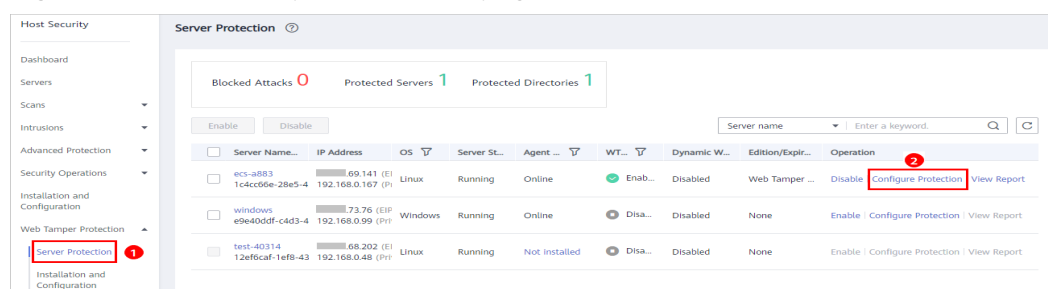 Host Security
Server Protection
Dashboard
Servers
Scans
Intrusions
Advanced Protection
Security Operations
Installation and
Configuration
Web Tamper Protection
Server Protection 1
Installation and
Configuration
Blocked Attacks 0 Protected Servers 1 Protected Directories 1
Enable Disable Server name Enter a keyword.
Server Name... IP Address OS Server St... Agent ... WT... Dynamic W... Edition/Expir... Operation
2
ecs-a883 .69.141 (EI Linux Running Online Enab... Disabled Web Tamper ... Disable Configure Protection View Report
1c4cc66e-28e5-4 192.168.0.167 (Pri
windows .73.76 (EIP Windows Running Online Disa... Disabled None Enable Configure Protection View Report
e9e40ddf-c4d3-4 192.168.0.99 (Priv
test-40314 .68.202 (EI Linux Running Not installed Disa... Disabled None Enable Configure Protection View Report
12ef6caf-1ef8-43 192.168.0.48 (Priv